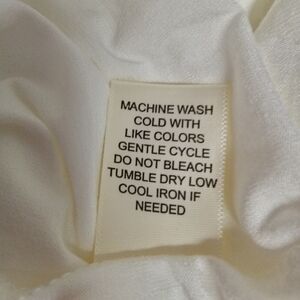 MACHINE WASH
COLD WITH
LIKE COLORS
GENTLE CYCLE
DO NOT BLEACH
TUMBLE DRY LOW
COOL IRON IF
NEEDED